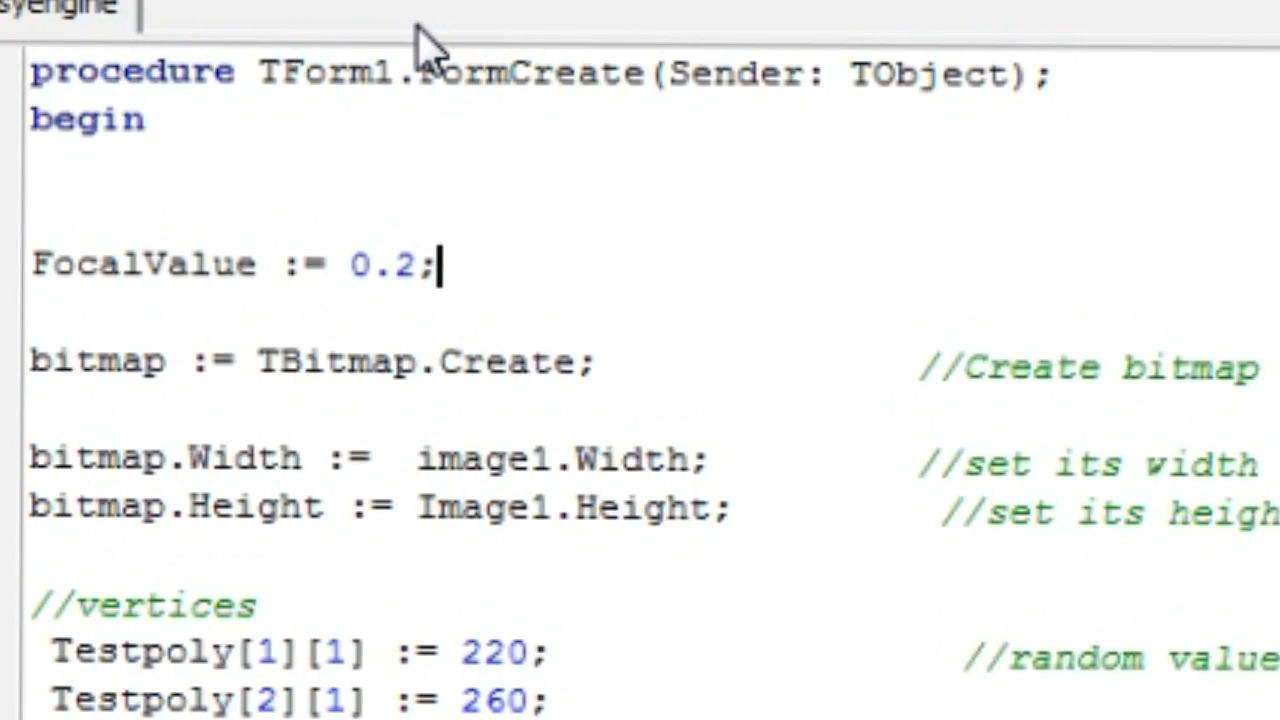 procedure TForm1.FormCreate(Sender: TObject);
begin
FocalValue := 0.2;
bitmap := TBitmap.Create; //Create bitmap
bitmap.Width :=  image1.Width; //set its width
bitmap.Height := Image1.Height; //set its heigh
//vertices
Testpoly[1][1] := 220; //random value
Testpoly[2][1] := 260;